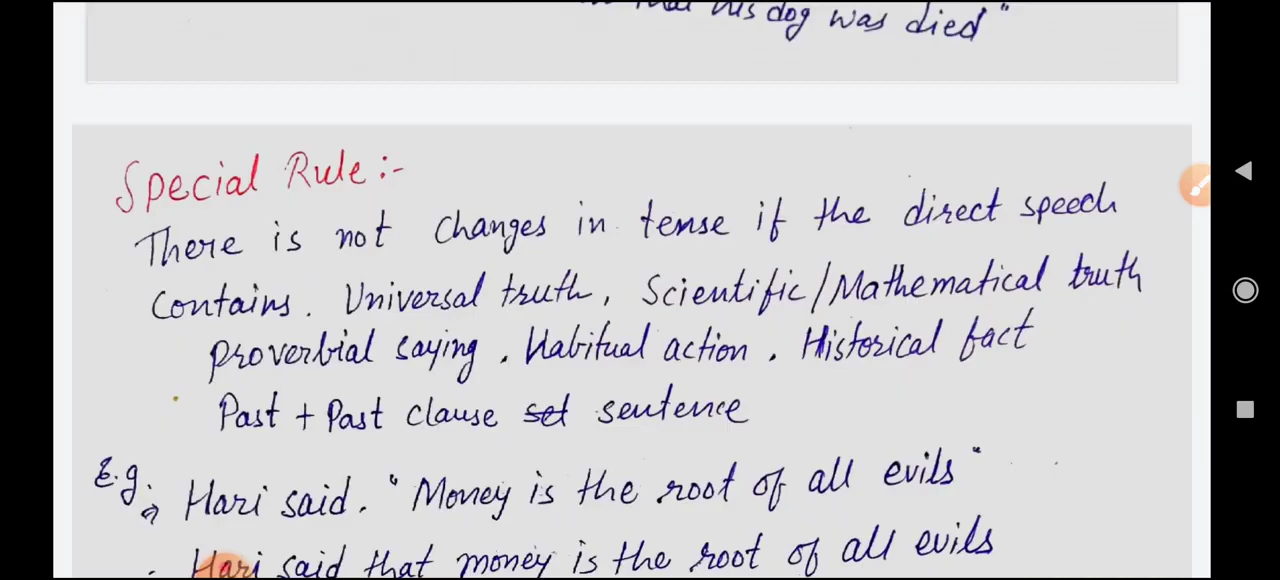 that his dog was died"
Special Rule :-
There is not changes in tense if the direct speech
contains. Universal truth, Scientific/Mathematical truth
proverbial saying, Habitual action, Historical fact
Past + Past clause set sentence
E.g.
→ Hari said. "Money is the root of all evils"
. Hari said that money is the root of all evils